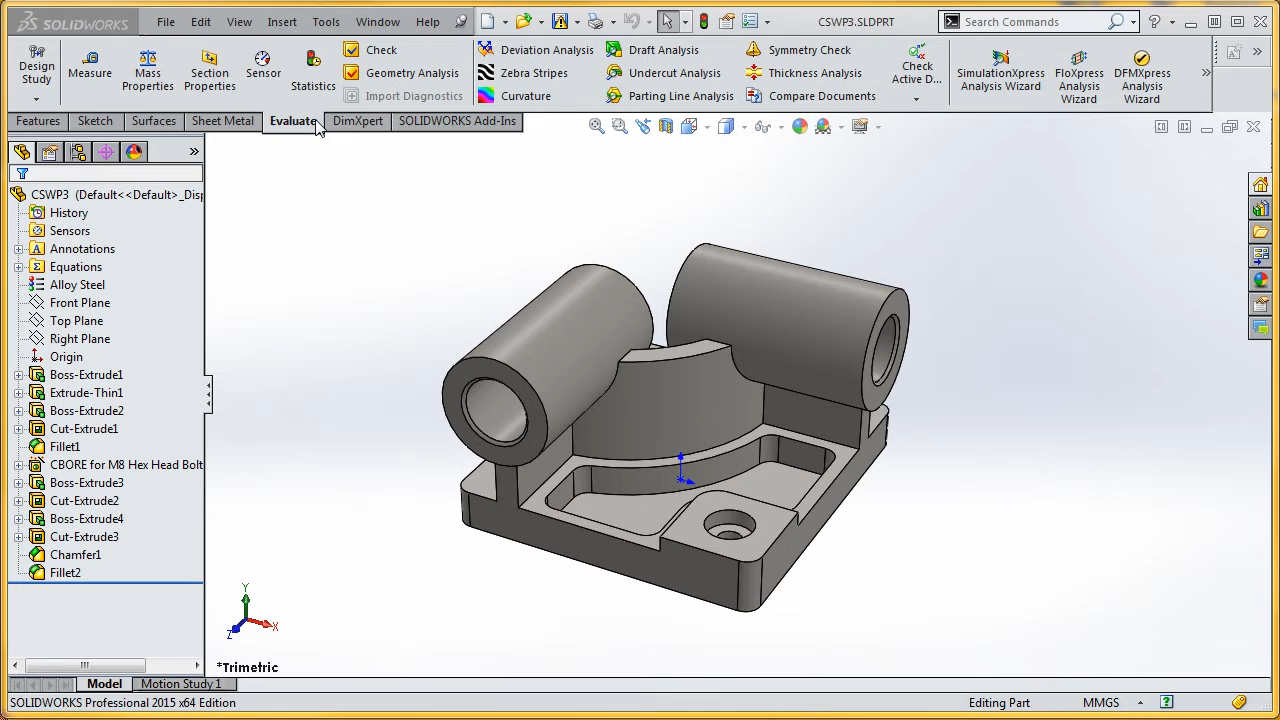 SOLIDWORKS File Edit View Insert Tools Window Help CSWP3.SLDPRT Search Commands
Design Study
Measure
Mass Properties
Section Properties
Sensor
Statistics
Check
Geometry Analysis
Import Diagnostics
Deviation Analysis
Zebra Stripes
Curvature
Draft Analysis
Undercut Analysis
Parting Line Analysis
Symmetry Check
Thickness Analysis
Compare Documents
Check Active D...
SimulationXpress Analysis Wizard
FloXpress Analysis Wizard
DFMXpress Analysis Wizard
Features Sketch Surfaces Sheet Metal Evaluate DimXpert SOLIDWORKS Add-Ins
CSWP3 (Default<<Default>_Disp
History
Sensors
Annotations
Equations
Alloy Steel
Front Plane
Top Plane
Right Plane
Origin
Boss-Extrude1
Extrude-Thin1
Boss-Extrude2
Cut-Extrude1
Fillet1
CBORE for M8 Hex Head Bolt
Boss-Extrude3
Cut-Extrude2
Boss-Extrude4
Cut-Extrude3
Chamfer1
Fillet2
Y
X
Z
*Trimetric
Model Motion Study 1
SOLIDWORKS Professional 2015 x64 Edition Editing Part MMGS